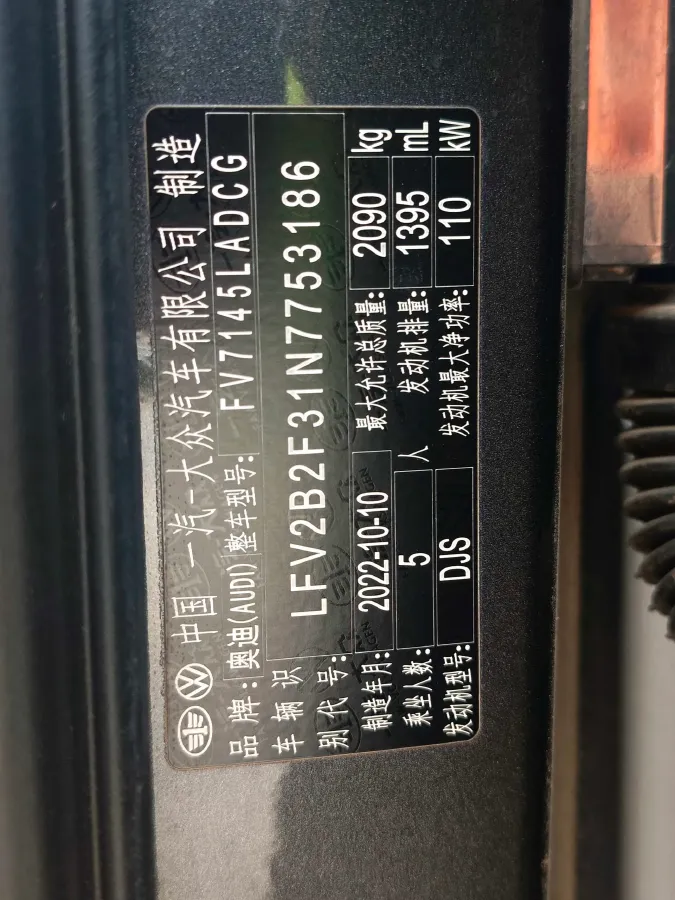 中国 一汽-大众汽车有限公司 制造
品牌:奥迪(AUDI) 整车型号: FV7145LADCG
车辆识别代号: LFV2B2F31N7753186
制造年月: 2022-10-10 最大允许总质量: 2090 kg
乘坐人数: 5 人 发动机排量: 1395 mL
发动机型号: DJS 发动机最大净功率: 110 kW